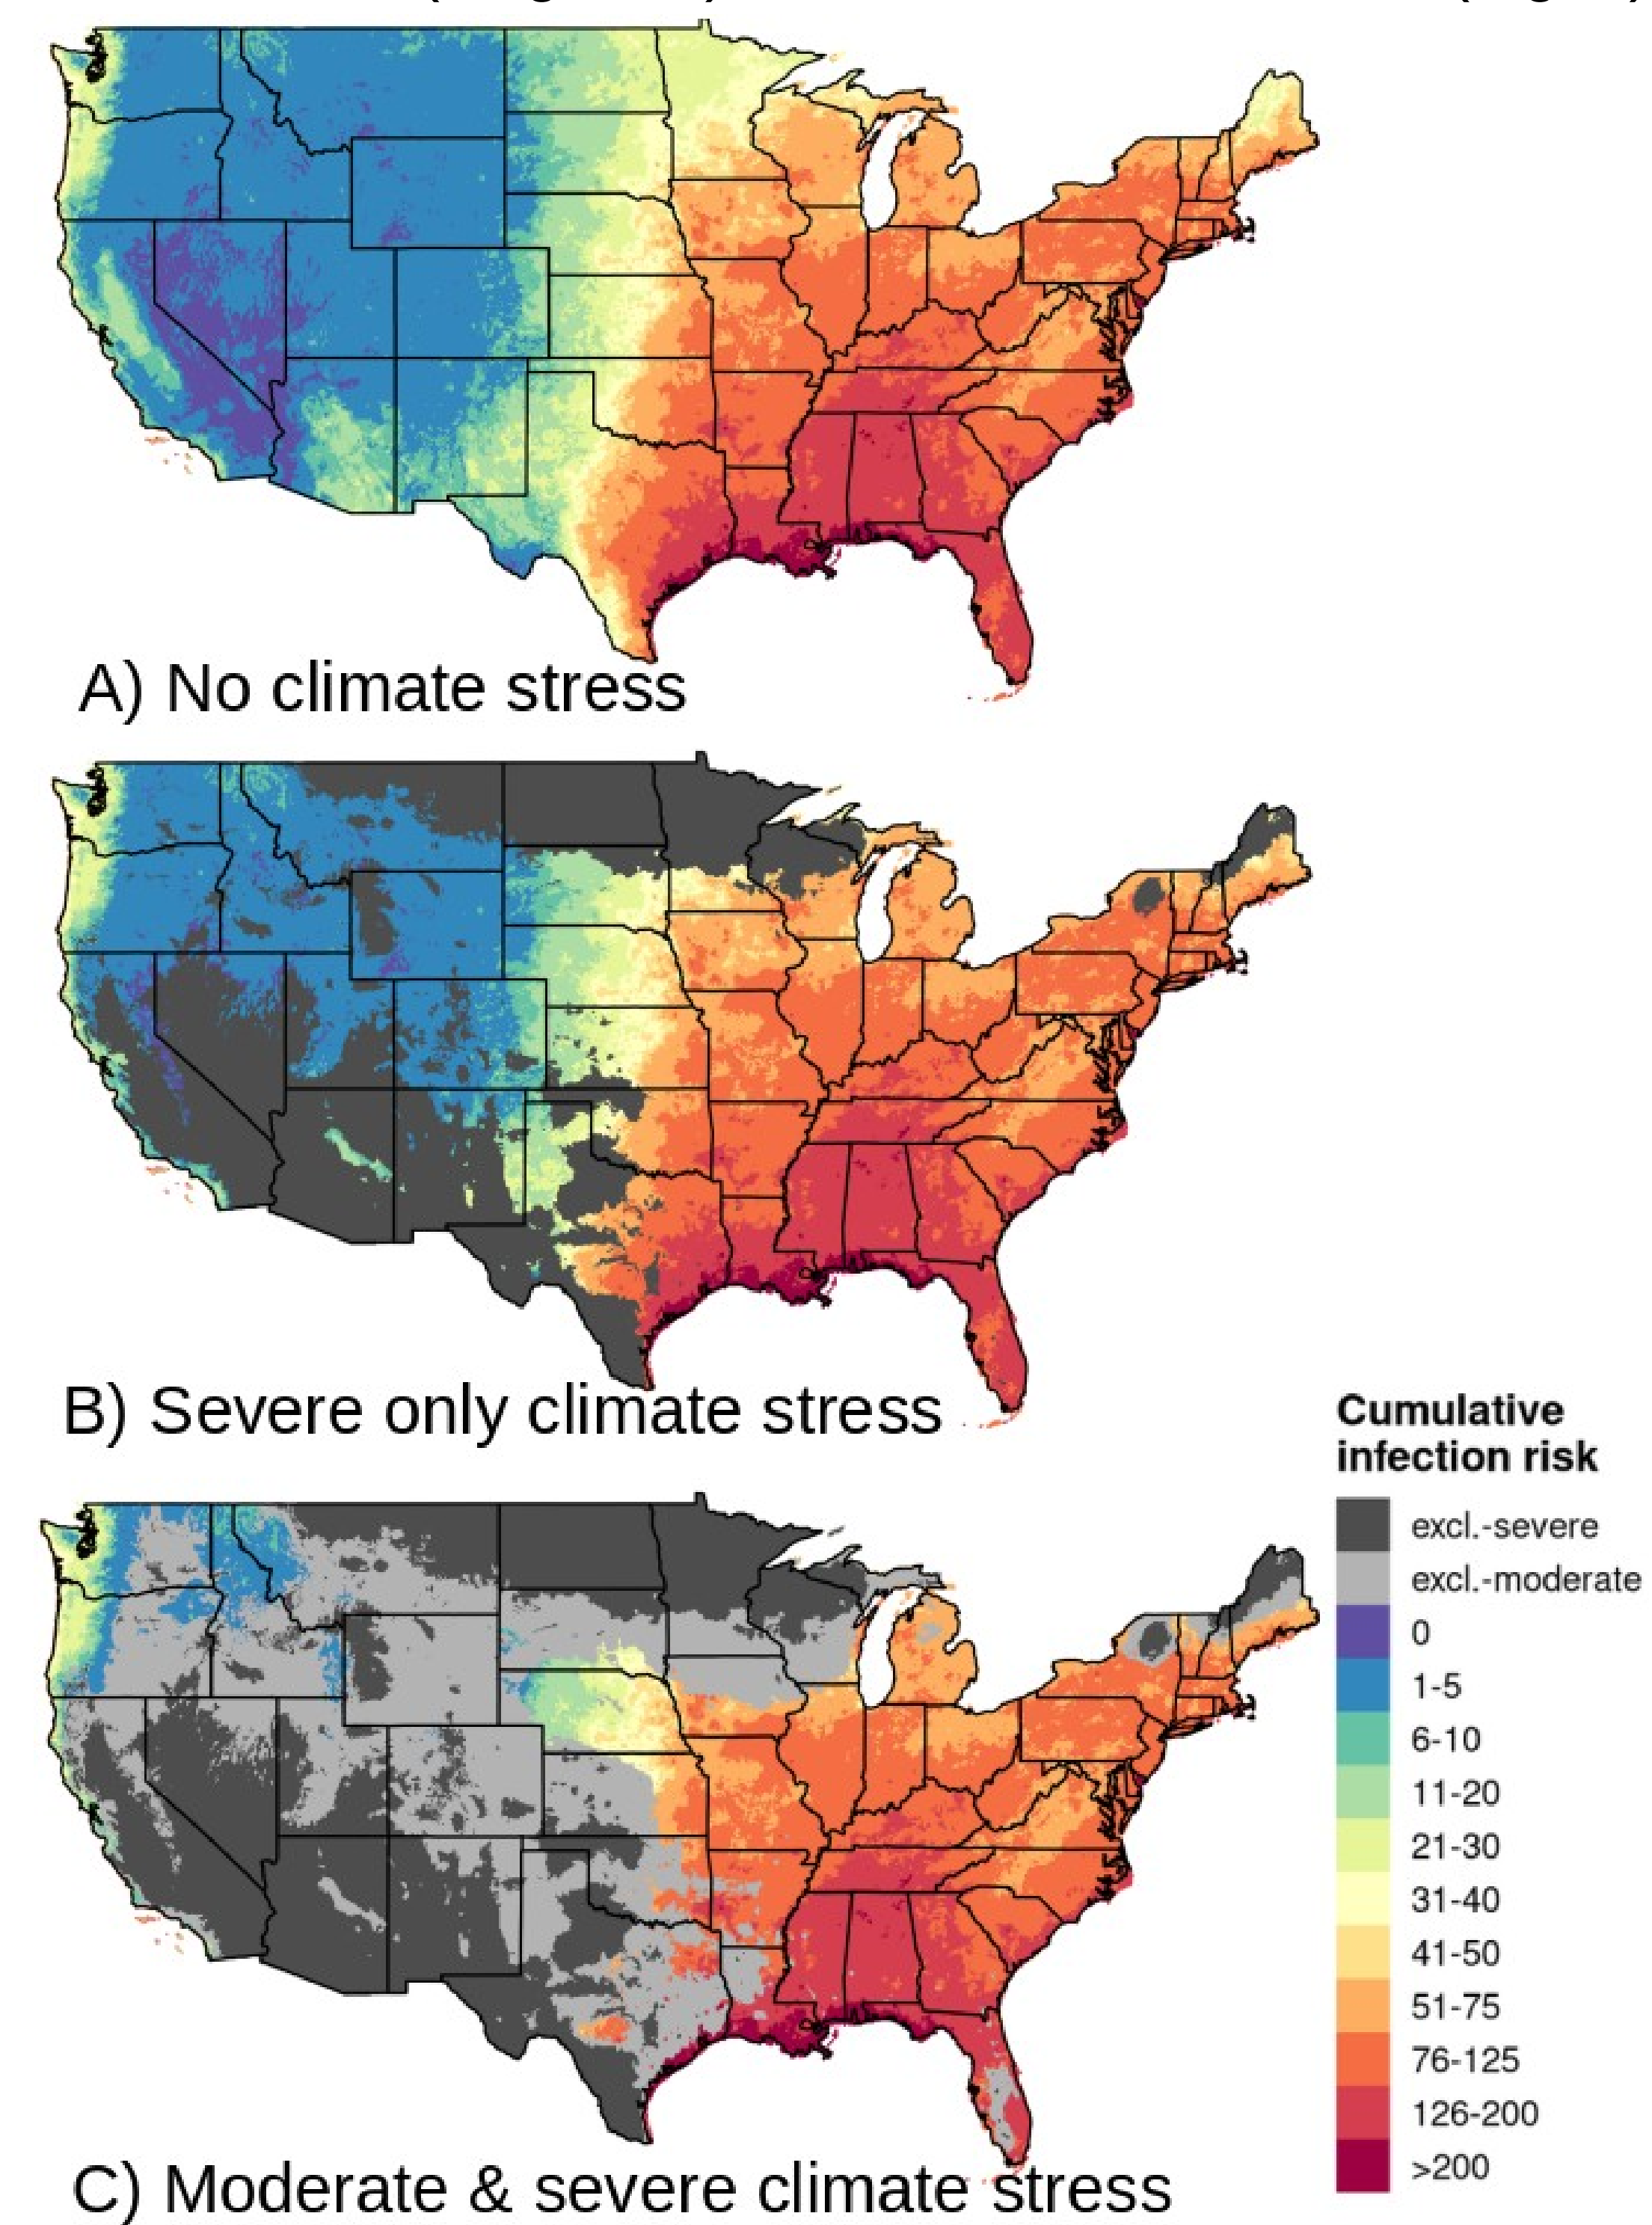 A) No climate stress
B) Severe only climate stress
Cumulative
infection risk
excl.-severe
excl.-moderate
0
1-5
6-10
11-20
21-30
31-40
41-50
51-75
76-125
126-200
>200
C) Moderate & severe climate stress